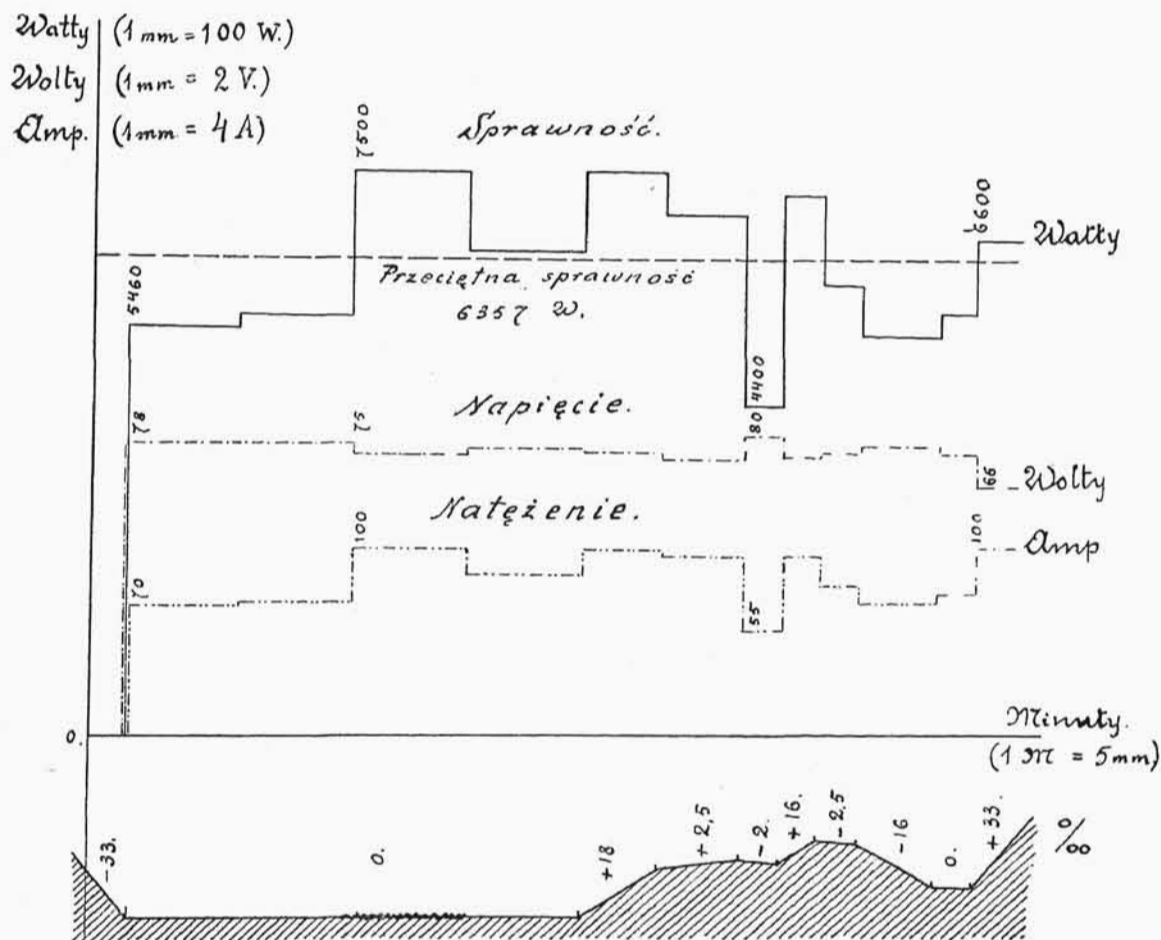 Watty (1 mm = 100 W.)
Wolty (1 mm = 2 V.)
Amp. (1 mm = 4 A)
Sprawność.
7500
6600
Watty
5460
Przeciętna sprawność
6357 W.
4400
Napięcie.
78
75
80
66
Wolty
Natężenie.
70
100
55
100
Amp
0.
Minuty.
(1 M = 5 mm)
-33.
0.
+18
+2,5
-2.
+16.
-2,5
-16
0.
+33.
o/oo